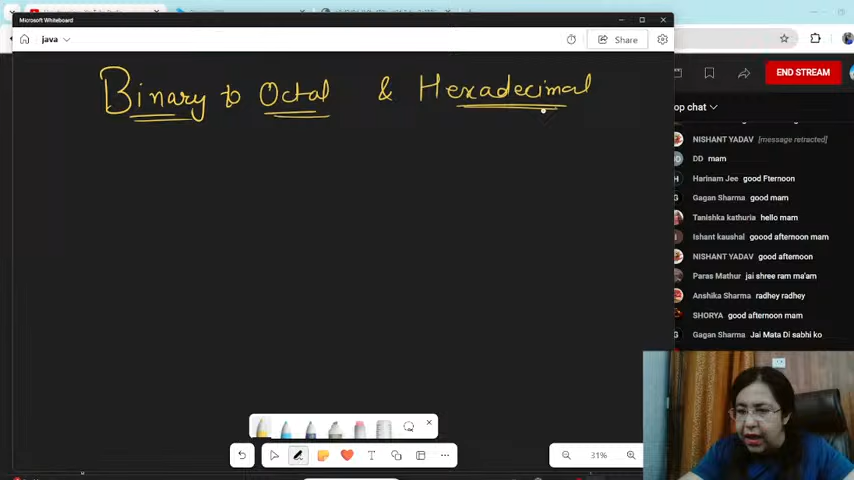 Microsoft Whiteboard
java
Share
Binary to Octal & Hexadecimal
31%
END STREAM
op chat
NISHANT YADAV [message retracted]
DD mam
Harinam Jee good Fternoon
Gagan Sharma good mam
Tanishka kathuria hello mam
Ishant kaushal goood afternoon mam
NISHANT YADAV good afternoon
Paras Mathur jai shree ram ma'am
Anshika Sharma radhey radhey
SHORYA good afternoon mam
Gagan Sharma Jai Mata Di sabhi ko